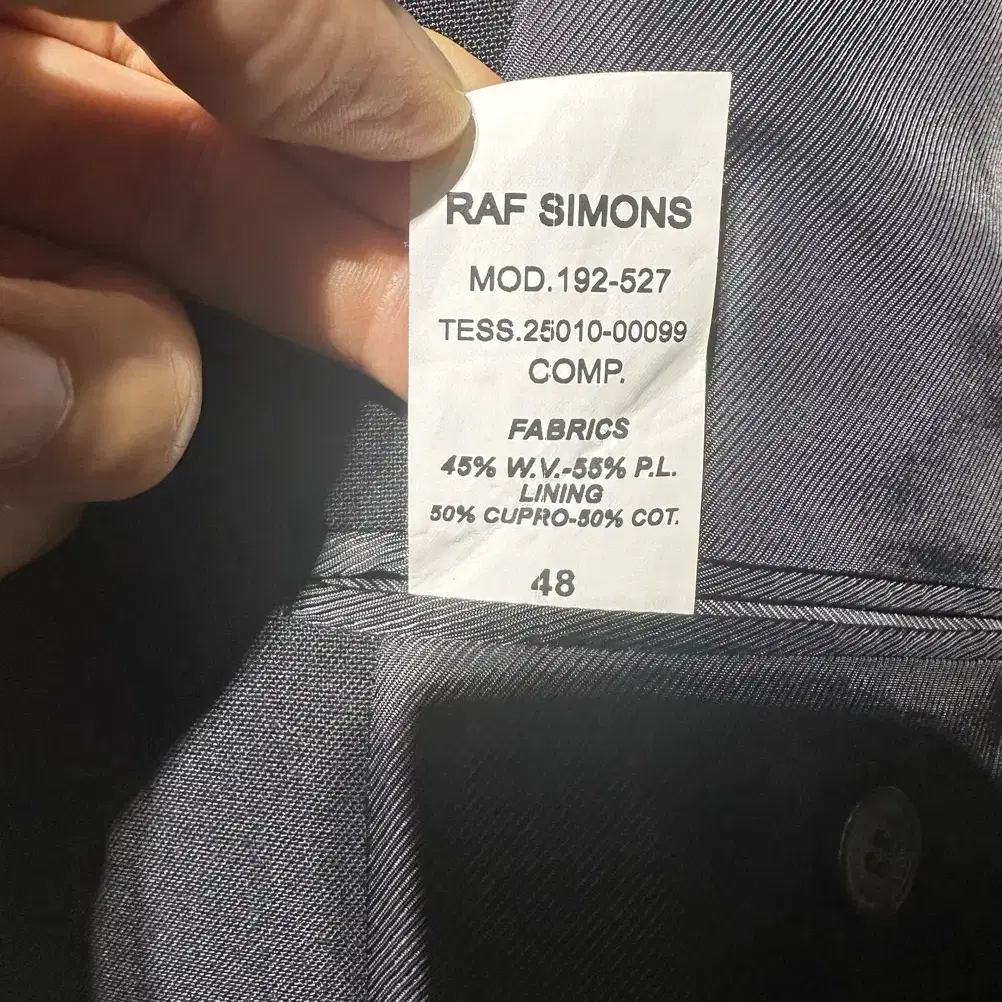 RAF SIMONS
MOD.192-527
TESS.25010-00099
COMP.
FABRICS
45% W.V.-55% P.L.
LINING
50% CUPRO-50% COT.
48